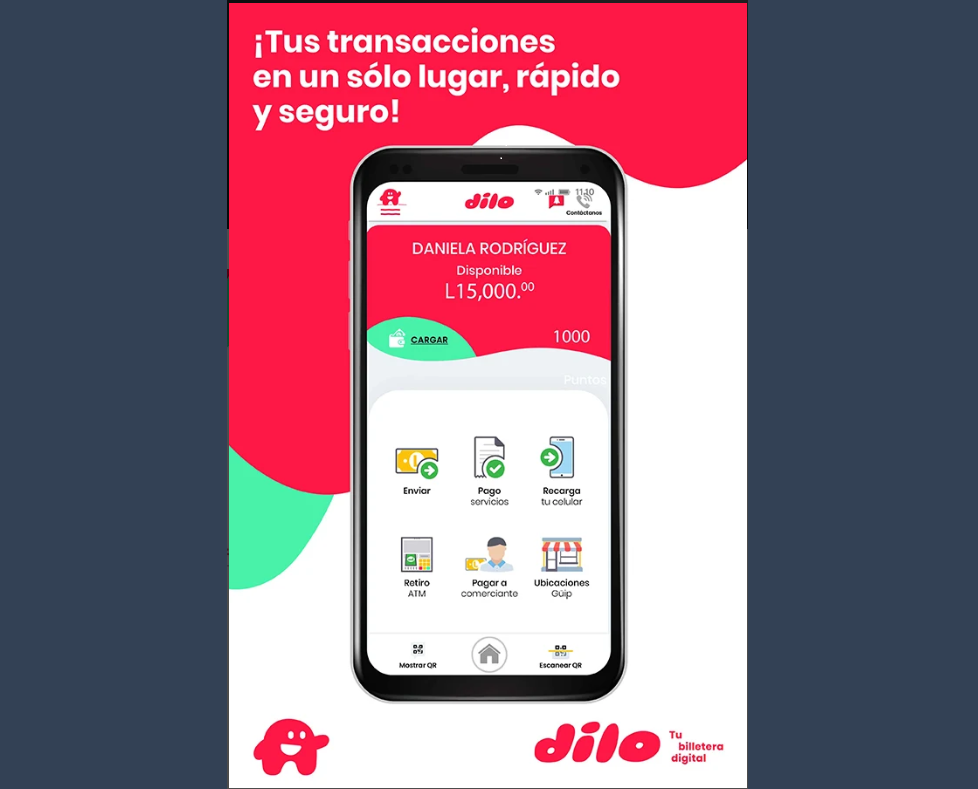 ¡Tus transacciones
en un sólo lugar, rápido
y seguro!
dilo
11:10
Contáctanos
DANIELA RODRÍGUEZ
Disponible
L15,000.00
CARGAR
1000
Puntos
Enviar
Pago
servicios
Recarga
tu celular
Retiro
ATM
Pagar a
comerciante
Ubicaciones
Güip
Mostrar QR
Escanear QR
dilo
Tu
billetera
digital